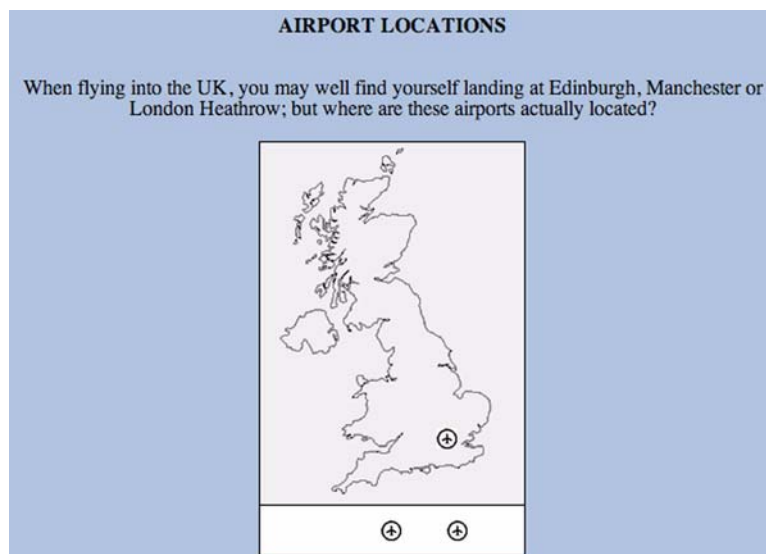 AIRPORT LOCATIONS
When flying into the UK, you may well find yourself landing at Edinburgh, Manchester or
London Heathrow; but where are these airports actually located?